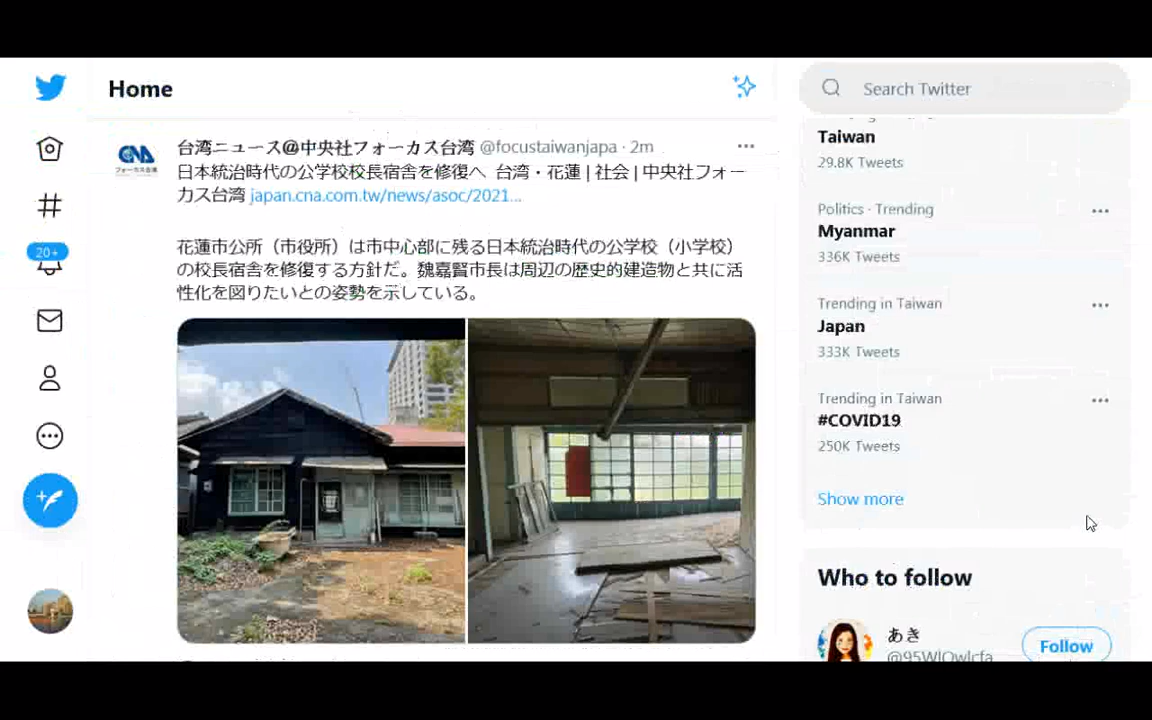 Home
Search Twitter
台湾ニュース@中央社フォーカス台湾 @focustaiwanjapa · 2m
日本統治時代の公学校校長宿舎を修復へ 台湾・花蓮 | 社会 | 中央社フォー
カス台湾 japan.cna.com.tw/news/asoc/2021...
花蓮市公所（市役所）は市中心部に残る日本統治時代の公学校（小学校）
の校長宿舎を修復する方針だ。魏嘉賢市長は周辺の歴史的建造物と共に活
性化を図りたいとの姿勢を示している。
CNA
フォーカス台湾
20+
Taiwan
29.8K Tweets
Politics · Trending
Myanmar
336K Tweets
Trending in Taiwan
Japan
333K Tweets
Trending in Taiwan
#COVID19
250K Tweets
Show more
Who to follow
あき
Follow